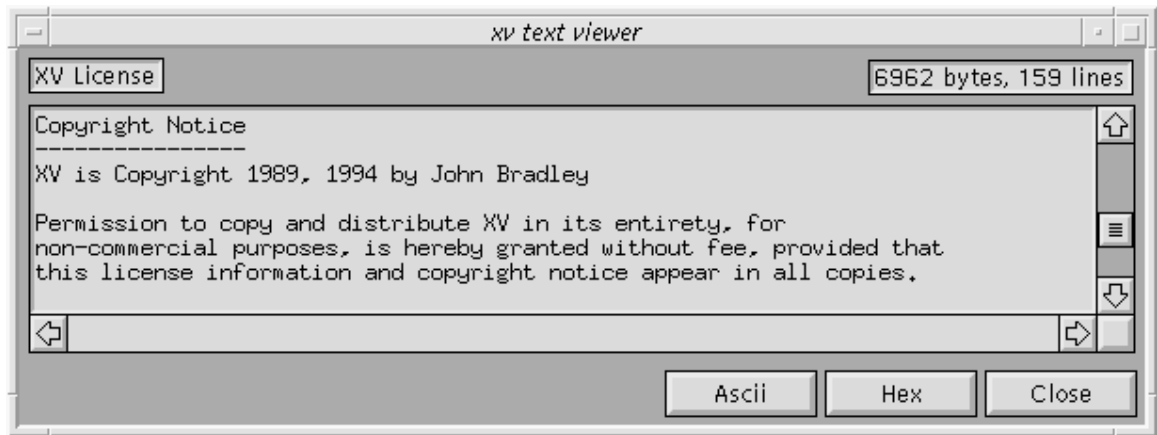 xv text viewer
XV License
6962 bytes, 159 lines
Copyright Notice
----------------
XV is Copyright 1989, 1994 by John Bradley
Permission to copy and distribute XV in its entirety, for
non-commercial purposes, is hereby granted without fee, provided that
this license information and copyright notice appear in all copies.
Ascii
Hex
Close